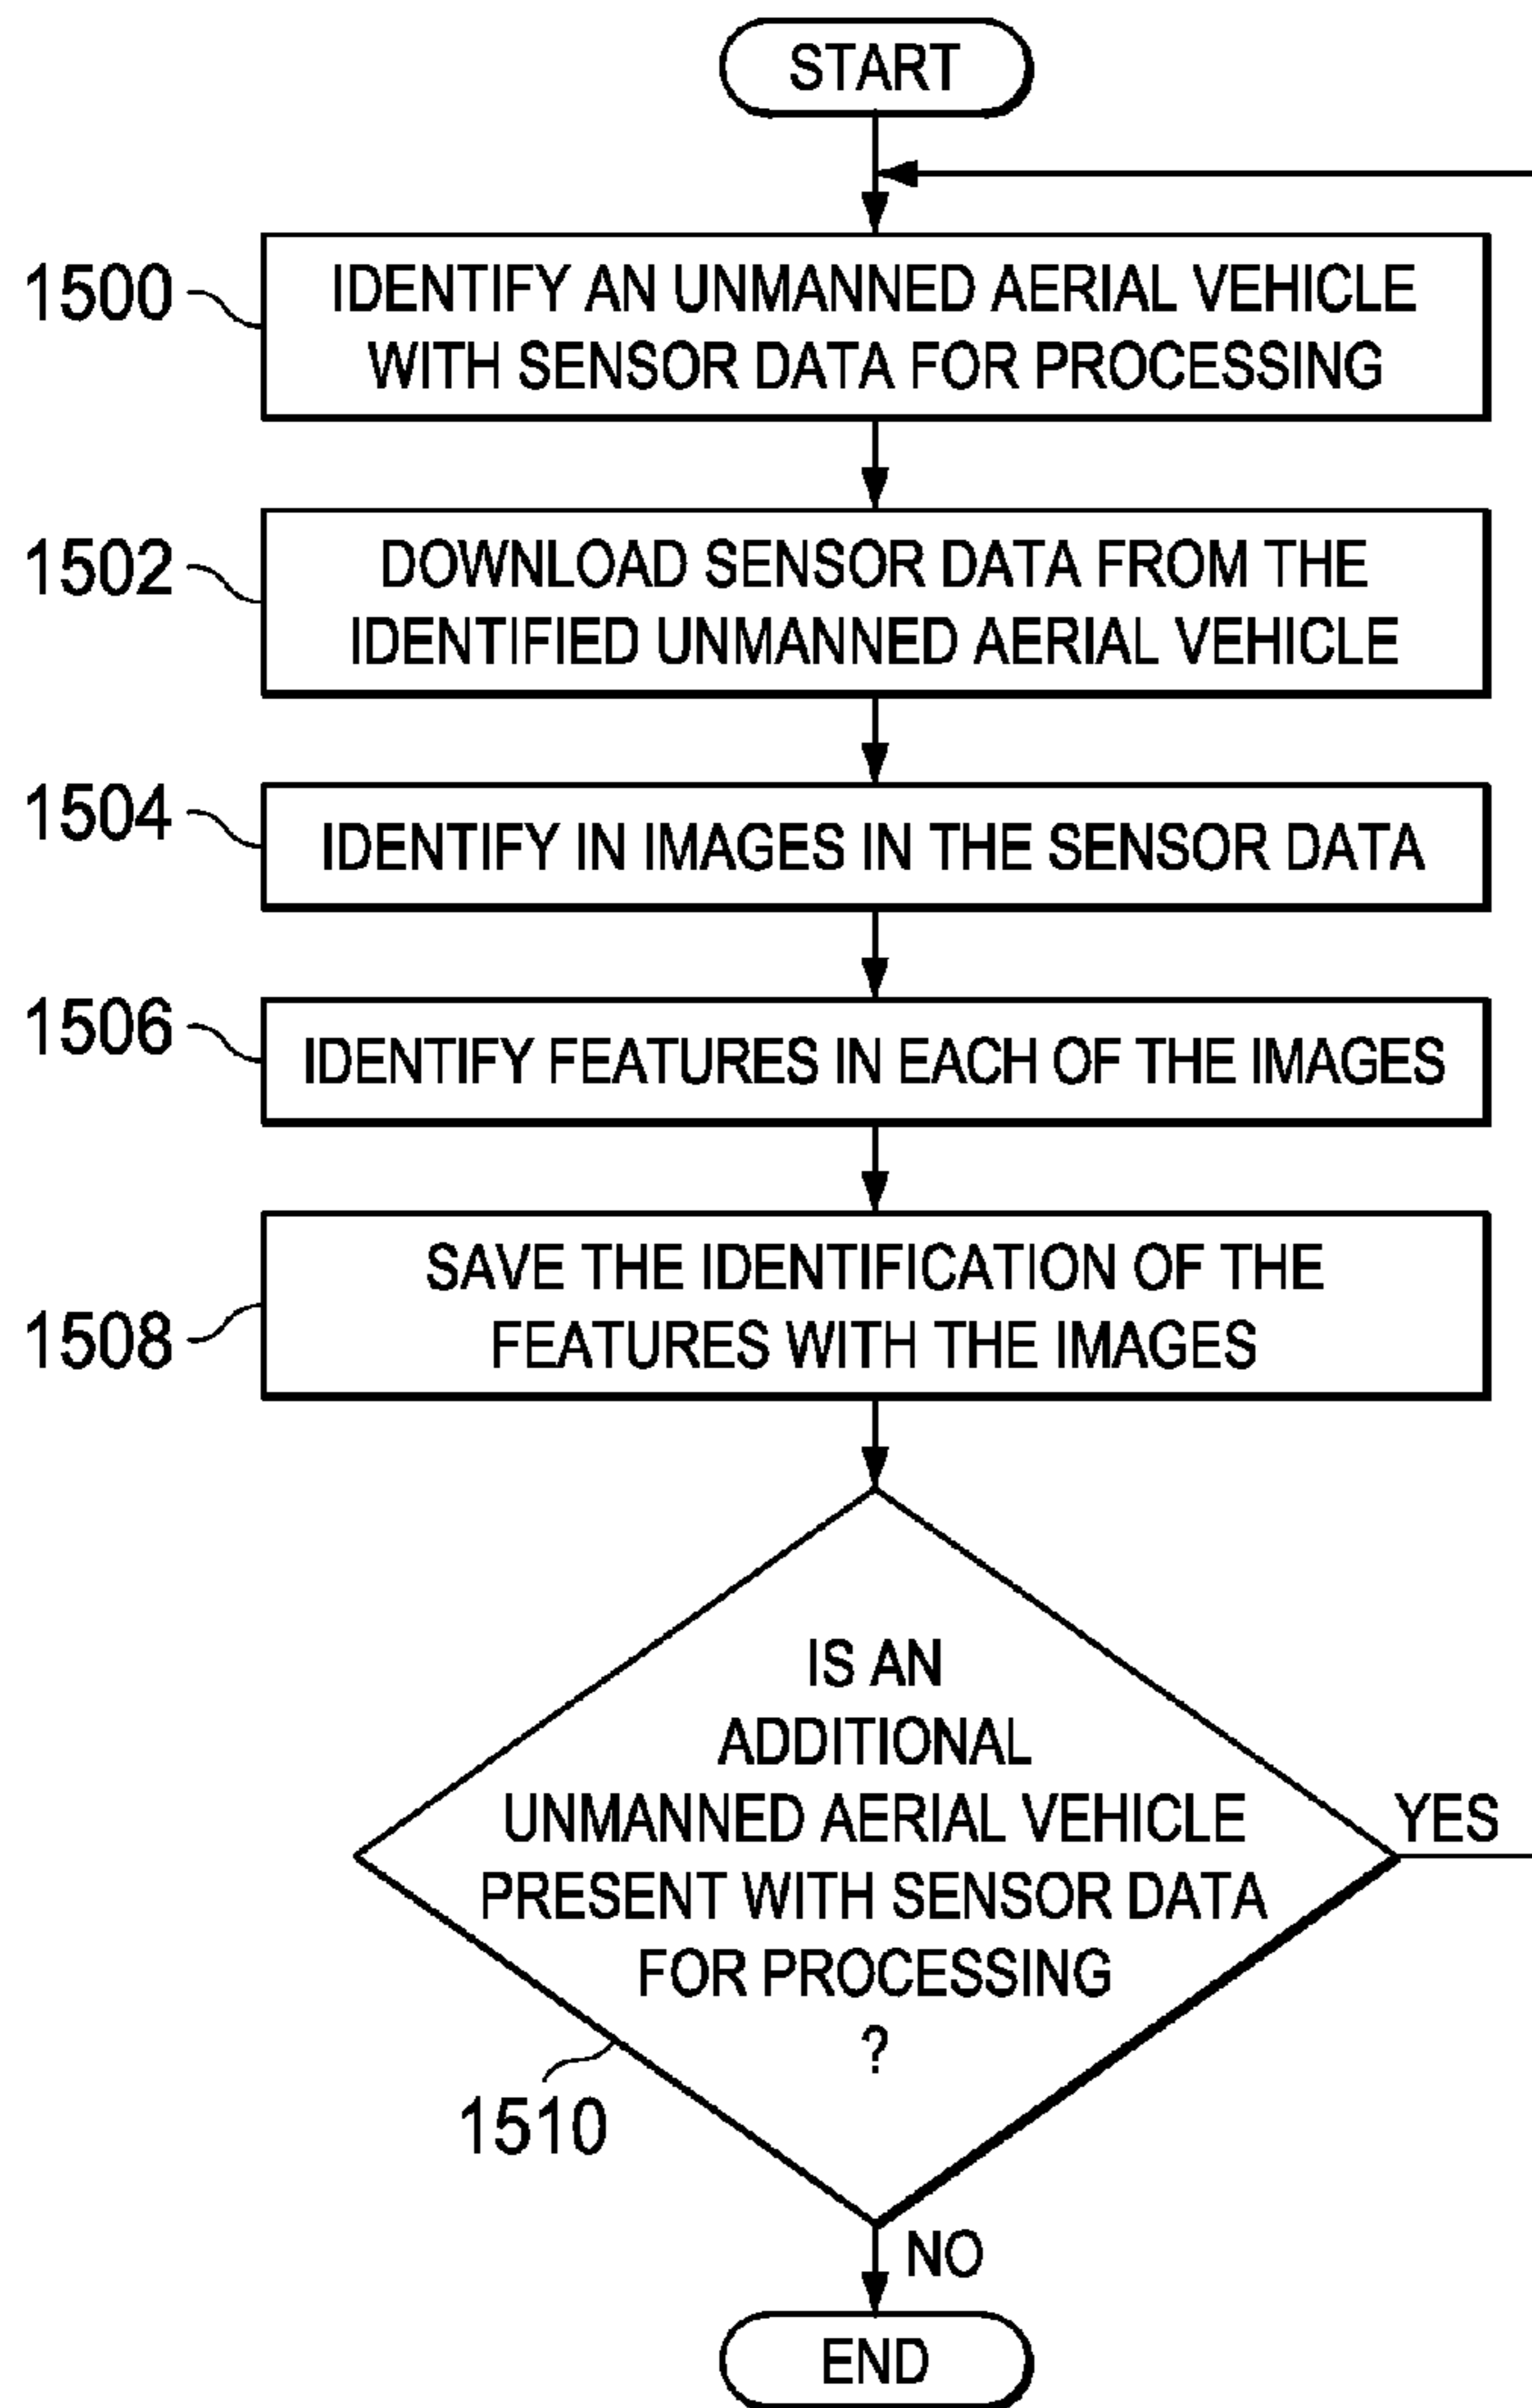 START
1500
IDENTIFY AN UNMANNED AERIAL VEHICLE
WITH SENSOR DATA FOR PROCESSING
1502
DOWNLOAD SENSOR DATA FROM THE
IDENTIFIED UNMANNED AERIAL VEHICLE
1504
IDENTIFY IN IMAGES IN THE SENSOR DATA
1506
IDENTIFY FEATURES IN EACH OF THE IMAGES
1508
SAVE THE IDENTIFICATION OF THE
FEATURES WITH THE IMAGES
IS AN
ADDITIONAL
UNMANNED AERIAL VEHICLE
PRESENT WITH SENSOR DATA
FOR PROCESSING
?
YES
1510
NO
END